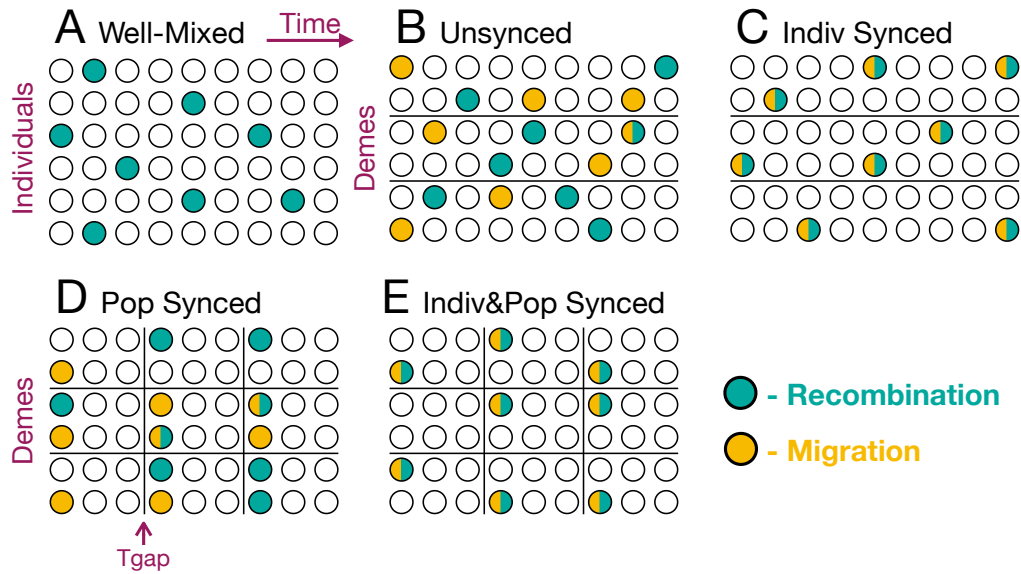 A Well-Mixed
Time
B Unsynced
C Indiv Synced
Individuals
Demes
D Pop Synced
E Indiv&Pop Synced
Demes
- Recombination
- Migration
Tgap